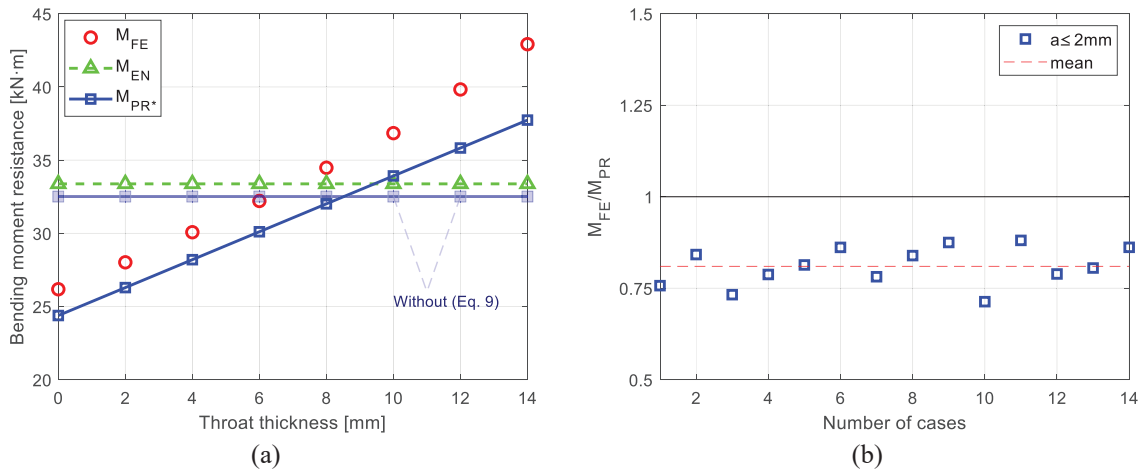 45
40
35
30
25
20
0
2
4
6
8
10
12
14
Bending moment resistance [kN·m]
Throat thickness [mm]
M_FE
M_EN
M_PR*
Without (Eq. 9)
(a)
1.5
1.25
1
0.75
0.5
2
4
6
8
10
12
14
M_FE/M_PR
Number of cases
a≤ 2mm
mean
(b)